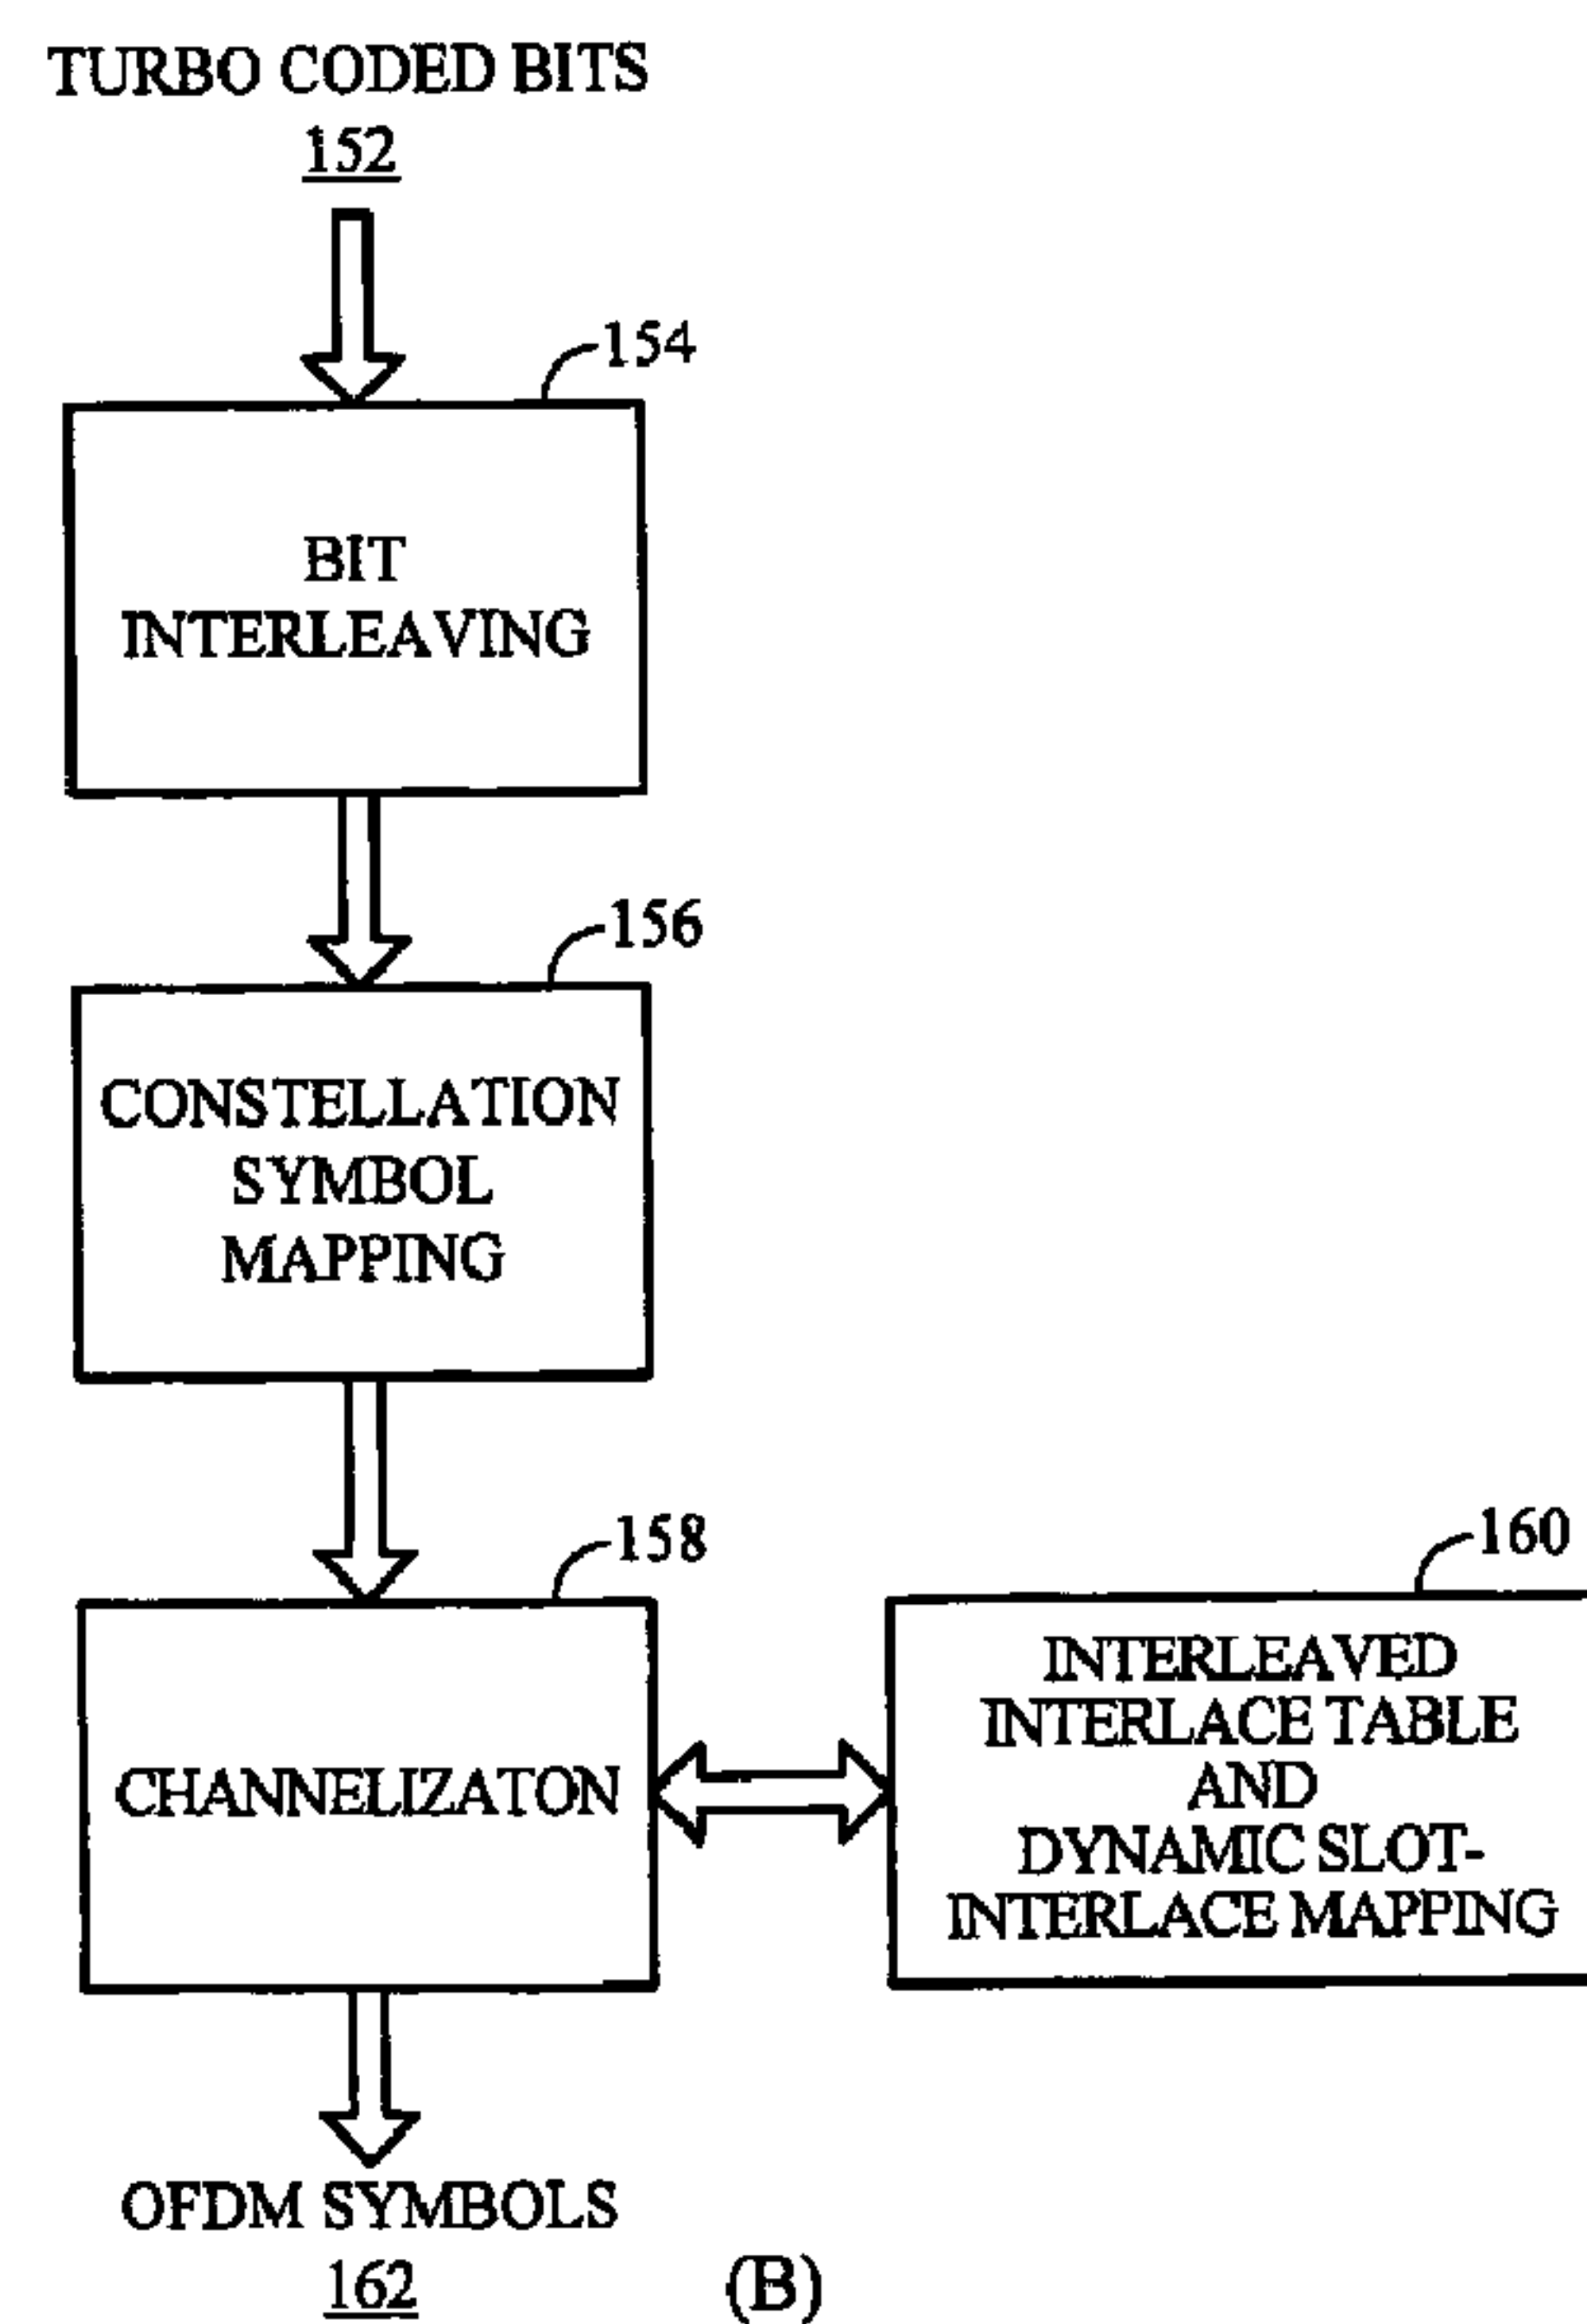 TURBO CODED BITS
152
154
BIT
INTERLEAVING
156
CONSTELLATION
SYMBOL
MAPPING
158
CHANNELIZATON
160
INTERLEAVED
INTERLACE TABLE
AND
DYNAMIC SLOT-
INTERLACE MAPPING
OFDM SYMBOLS
162
(B)